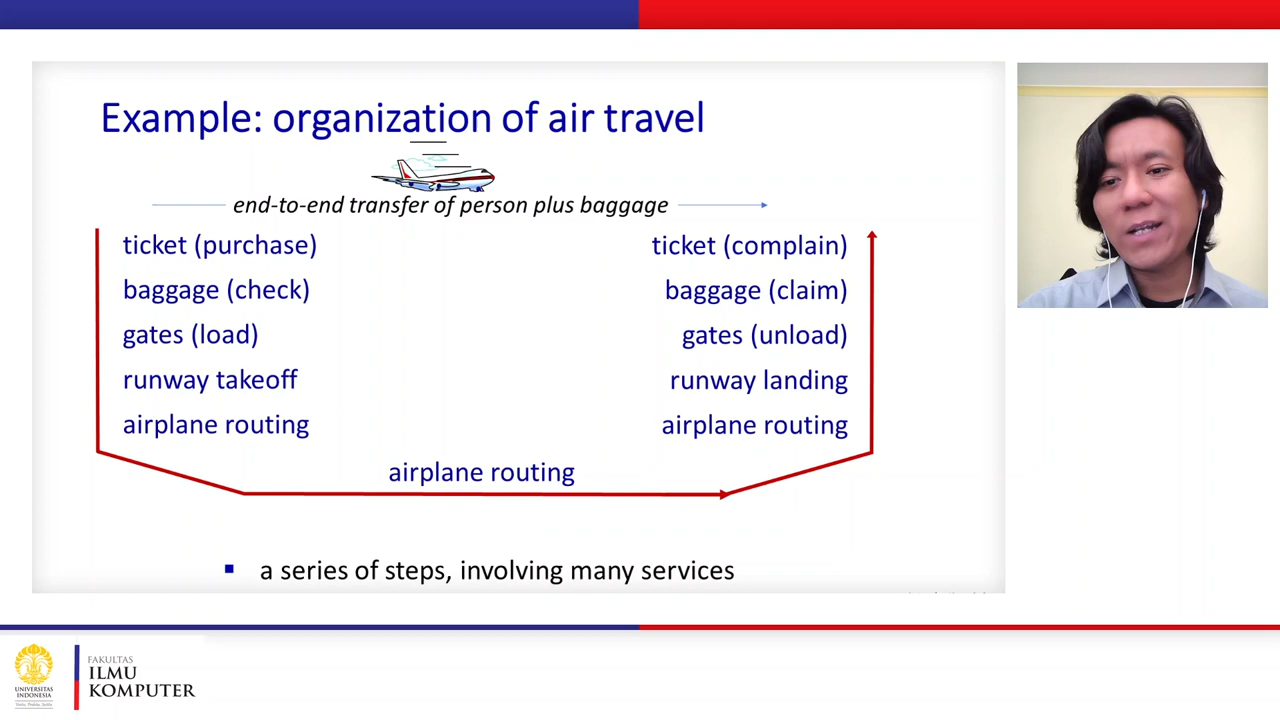 Example: organization of air travel
end-to-end transfer of person plus baggage
ticket (purchase)
baggage (check)
gates (load)
runway takeoff
airplane routing
ticket (complain)
baggage (claim)
gates (unload)
runway landing
airplane routing
airplane routing
a series of steps, involving many services
UNIVERSITAS
INDONESIA
FAKULTAS
ILMU
KOMPUTER